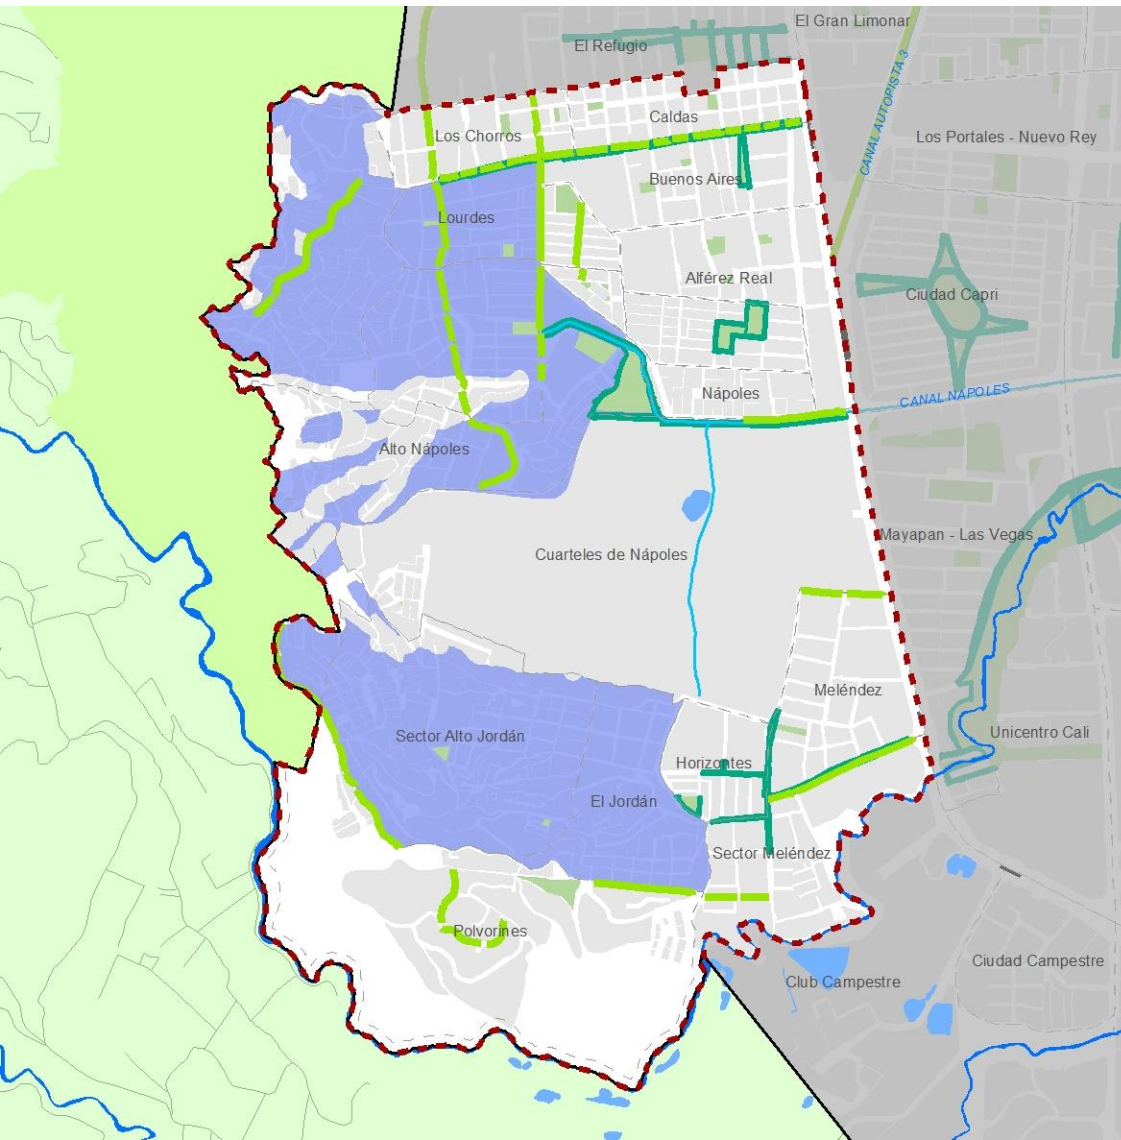 El Gran Limonar
El Refugio
CANAL AUTOPISTA 3
Caldas
Los Chorros
Los Portales - Nuevo Rey
Buenos Aires
Lourdes
Alférez Real
Ciudad Capri
Nápoles
CANAL NAPOLES
Alto Nápoles
Cuarteles de Nápoles
Mayapan - Las Vegas
Meléndez
Sector Alto Jordán
Unicentro Cali
Horizontes
El Jordán
Sector Meléndez
Polvorines
Ciudad Campestre
Club Campestre